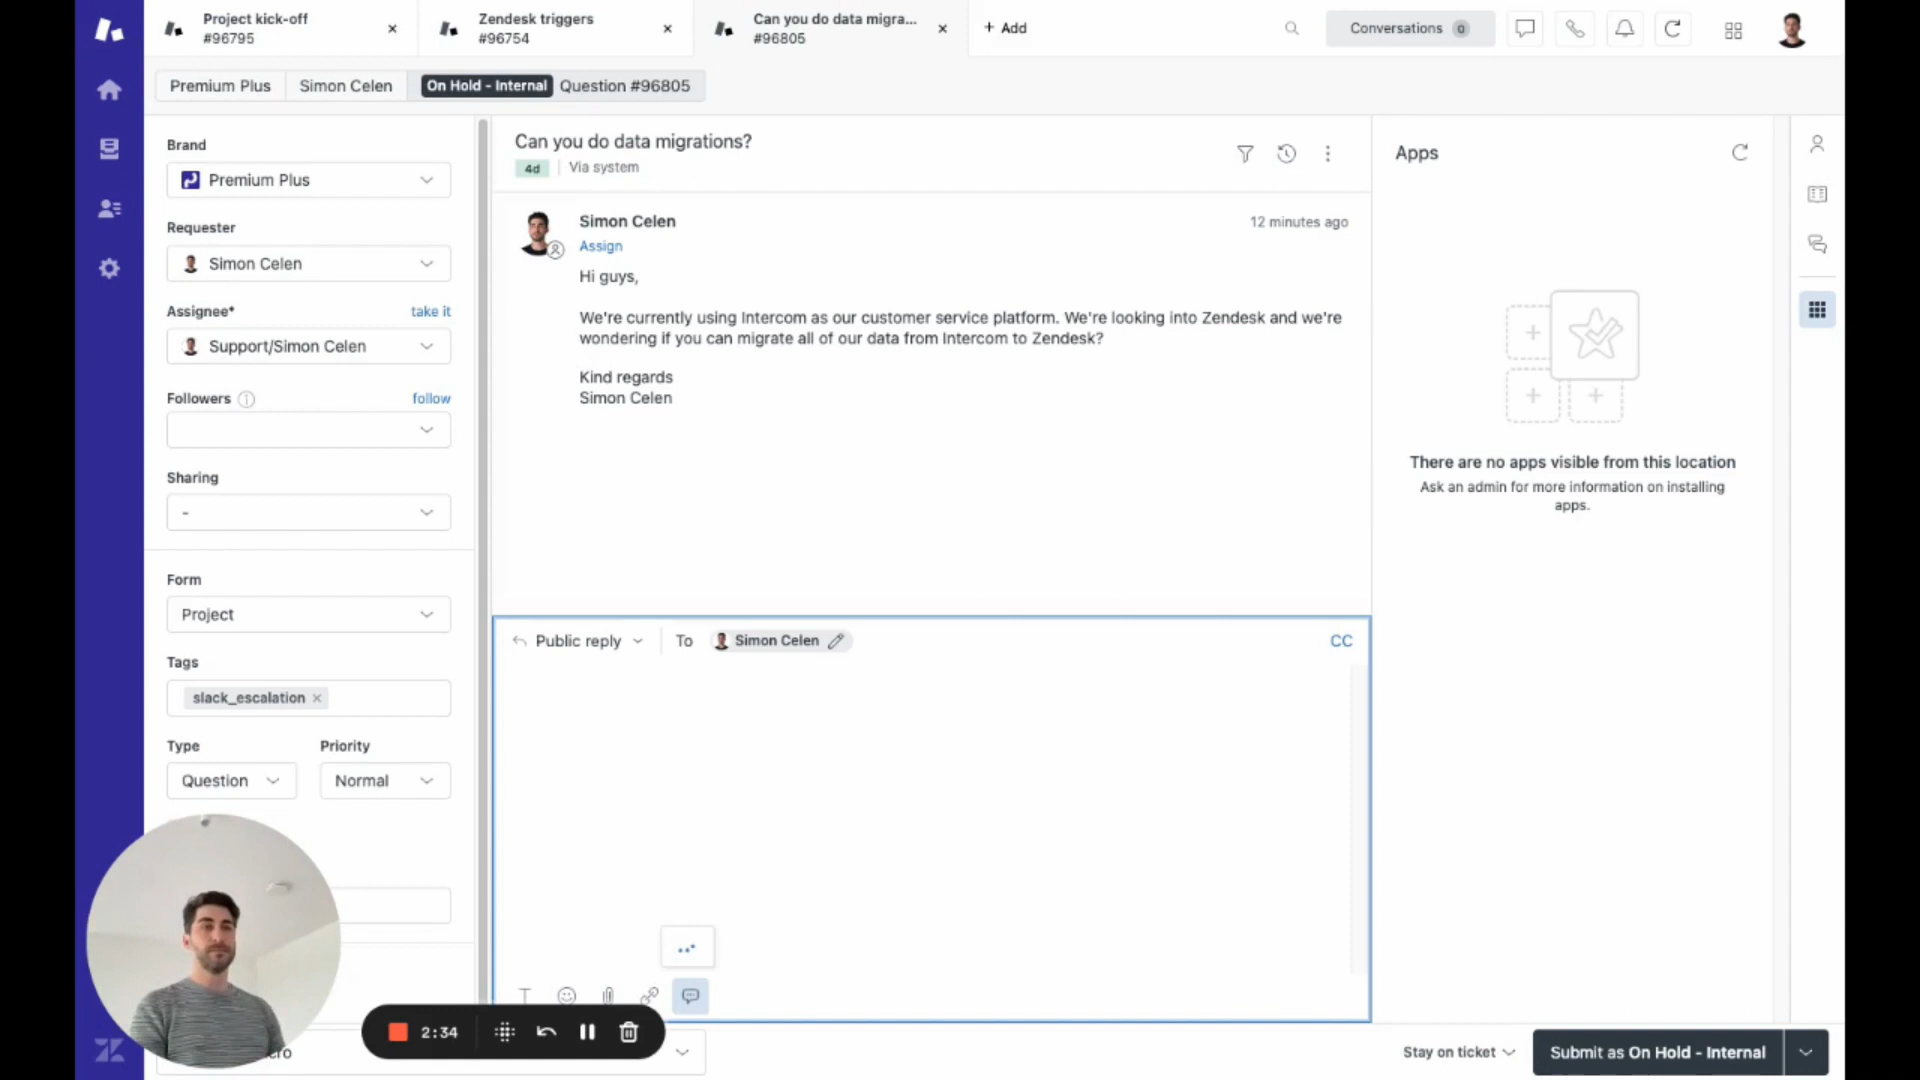 Project kick-off
#96795
Zendesk triggers
#96754
Can you do data migra...
#96805
+ Add
Conversations 0
Premium Plus
Simon Celen
On Hold - Internal Question #96805
Brand
Premium Plus
Requester
Simon Celen
Assignee*
take it
Support/Simon Celen
Followers
follow
Sharing
-
Form
Project
Tags
slack_escalation
Type
Priority
Question
Normal
Can you do data migrations?
4d
Via system
Simon Celen
12 minutes ago
Assign
Hi guys,
We're currently using Intercom as our customer service platform. We're looking into Zendesk and we're
wondering if you can migrate all of our data from Intercom to Zendesk?
Kind regards
Simon Celen
Public reply
To
Simon Celen
CC
Apps
There are no apps visible from this location
Ask an admin for more information on installing
apps.
2:34
Stay on ticket
Submit as On Hold - Internal